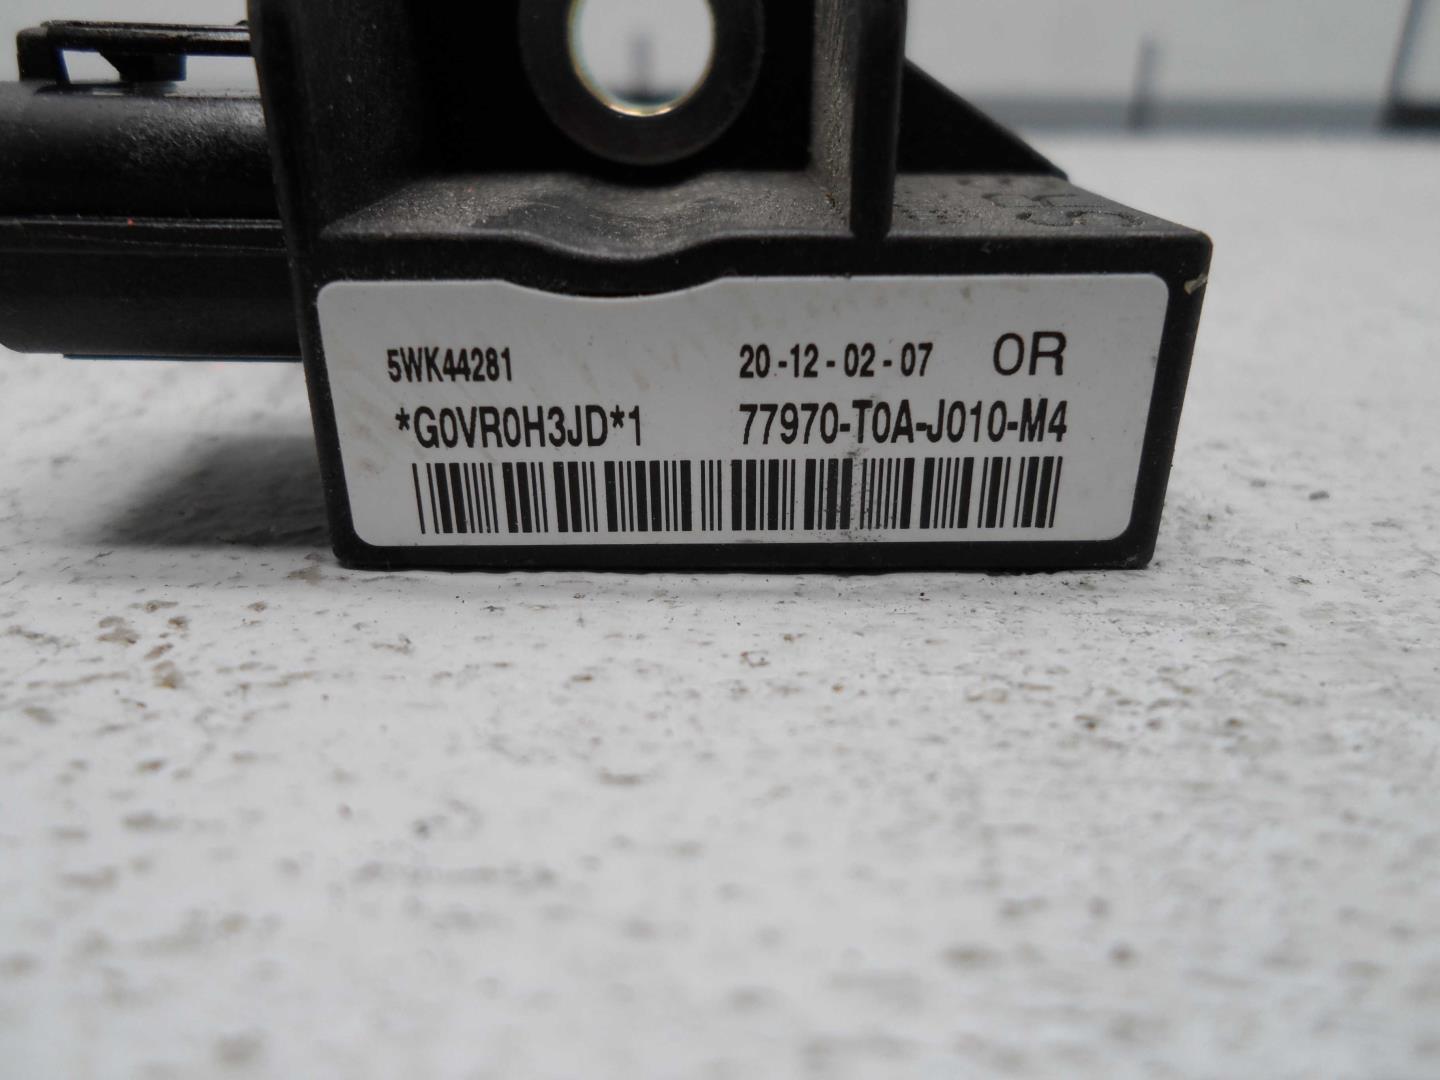 5WK44281 20-12-02-07 OR
*G0VR0H3JD*1 77970-T0A-J010-M4